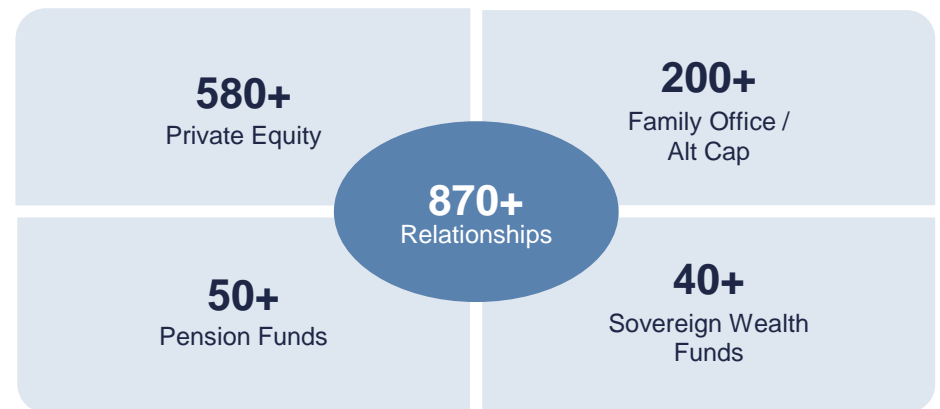 580+
Private Equity
200+
Family Office /
Alt Cap
870+
Relationships
50+
Pension Funds
40+
Sovereign Wealth
Funds